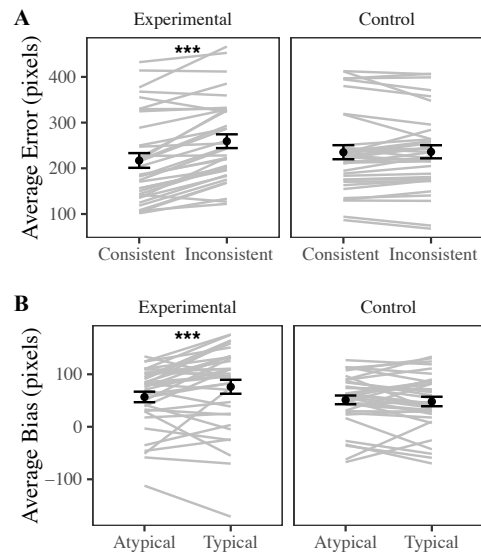 A
Experimental
Control
***
Average Error (pixels)
400
300
200
100
Consistent Inconsistent
Consistent Inconsistent
B
Experimental
Control
***
Average Bias (pixels)
100
0
−100
Atypical Typical
Atypical Typical